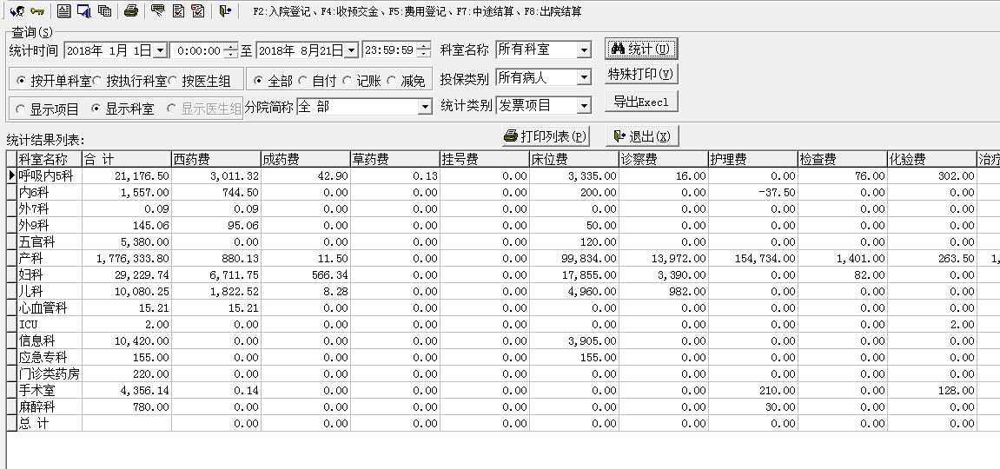 F2:入院登记、F4:收预交金、F5:费用登记、F7:中途结算、F8:出院结算
查询(S)
统计时间 2018年 1月 1日 0:00:00 至 2018年 8月21日 23:59:59 科室名称 所有科室 统计(U)
按开单科室 按执行科室 按医生组 全部 自付 记账 减免 投保类别 所有病人 特殊打印(V)
显示项目 显示科室 显示医生组 分院简称 全 部 统计类别 发票项目 导出Execl
统计结果列表: 打印列表(P) 退出(X)
科室名称 合 计 西药费 成药费 草药费 挂号费 床位费 诊察费 护理费 检查费 化验费 治疗
呼吸内5科 21,176.50 3,011.32 42.90 0.13 0.00 3,335.00 16.00 0.00 76.00 302.00
内6科 1,557.00 744.50 0.00 0.00 0.00 200.00 0.00 -37.50 0.00 0.00
外7科 0.09 0.09 0.00 0.00 0.00 0.00 0.00 0.00 0.00 0.00
外9科 145.06 95.06 0.00 0.00 0.00 50.00 0.00 0.00 0.00 0.00
五官科 5,380.00 0.00 0.00 0.00 0.00 120.00 0.00 0.00 0.00 0.00
产科 1,776,333.80 880.13 11.50 0.00 0.00 99,834.00 13,972.00 154,734.00 1,401.00 263.50 1,
妇科 29,229.74 6,711.75 566.34 0.00 0.00 17,855.00 3,390.00 0.00 82.00 0.00
儿科 10,080.25 1,822.52 8.28 0.00 0.00 4,960.00 982.00 0.00 0.00 0.00
心血管科 15.21 15.21 0.00 0.00 0.00 0.00 0.00 0.00 0.00 0.00
ICU 2.00 0.00 0.00 0.00 0.00 0.00 0.00 0.00 0.00 2.00
信息科 10,420.00 0.00 0.00 0.00 0.00 3,905.00 0.00 0.00 0.00 0.00
应急专科 155.00 0.00 0.00 0.00 0.00 155.00 0.00 0.00 0.00 0.00
门诊类药房 220.00 0.00 0.00 0.00 0.00 0.00 0.00 0.00 0.00 0.00
手术室 4,356.14 0.14 0.00 0.00 0.00 0.00 0.00 210.00 0.00 128.00
麻醉科 780.00 0.00 0.00 0.00 0.00 0.00 0.00 30.00 0.00 0.00
总 计 0.00 0.00 0.00 0.00 0.00 0.00 0.00 0.00 0.00